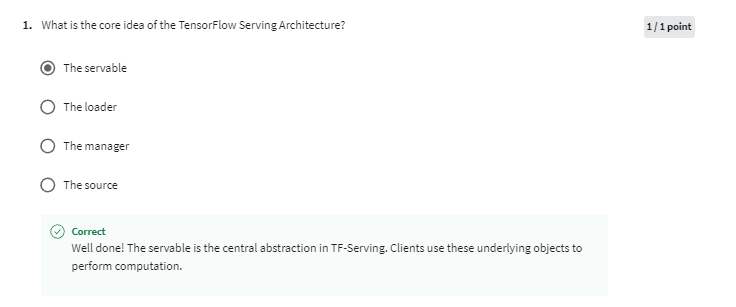 1. What is the core idea of the TensorFlow Serving Architecture?
1 / 1 point
The servable
The loader
The manager
The source
Correct
Well done! The servable is the central abstraction in TF-Serving. Clients use these underlying objects to
perform computation.